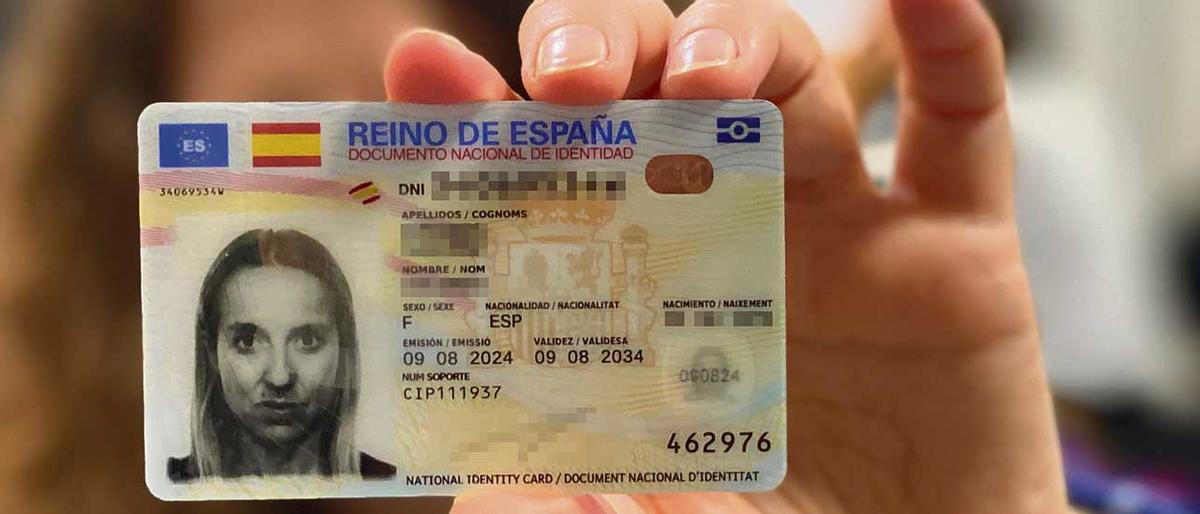 ES
REINO DE ESPAÑA
DOCUMENTO NACIONAL DE IDENTIDAD
34069534W
DNI
APELLIDOS / COGNOMS
NOMBRE / NOM
SEXO / SEXE NACIONALIDAD / NACIONALITAT NACIMIENTO / NAIXEMENT
F ESP
EMISIÓN / EMISSIÓ VALIDEZ / VALIDESA
09 08 2024 09 08 2034
NUM SOPORTE
CIP111937
090824
462976
NATIONAL IDENTITY CARD / DOCUMENT NACIONAL D'IDENTITAT